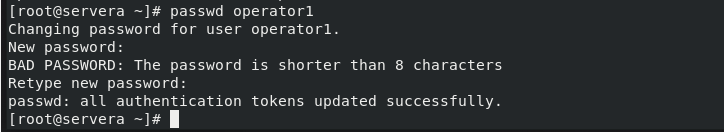 [root@servera ~]# passwd operator1
Changing password for user operator1.
New password:
BAD PASSWORD: The password is shorter than 8 characters
Retype new password:
passwd: all authentication tokens updated successfully.
[root@servera ~]#